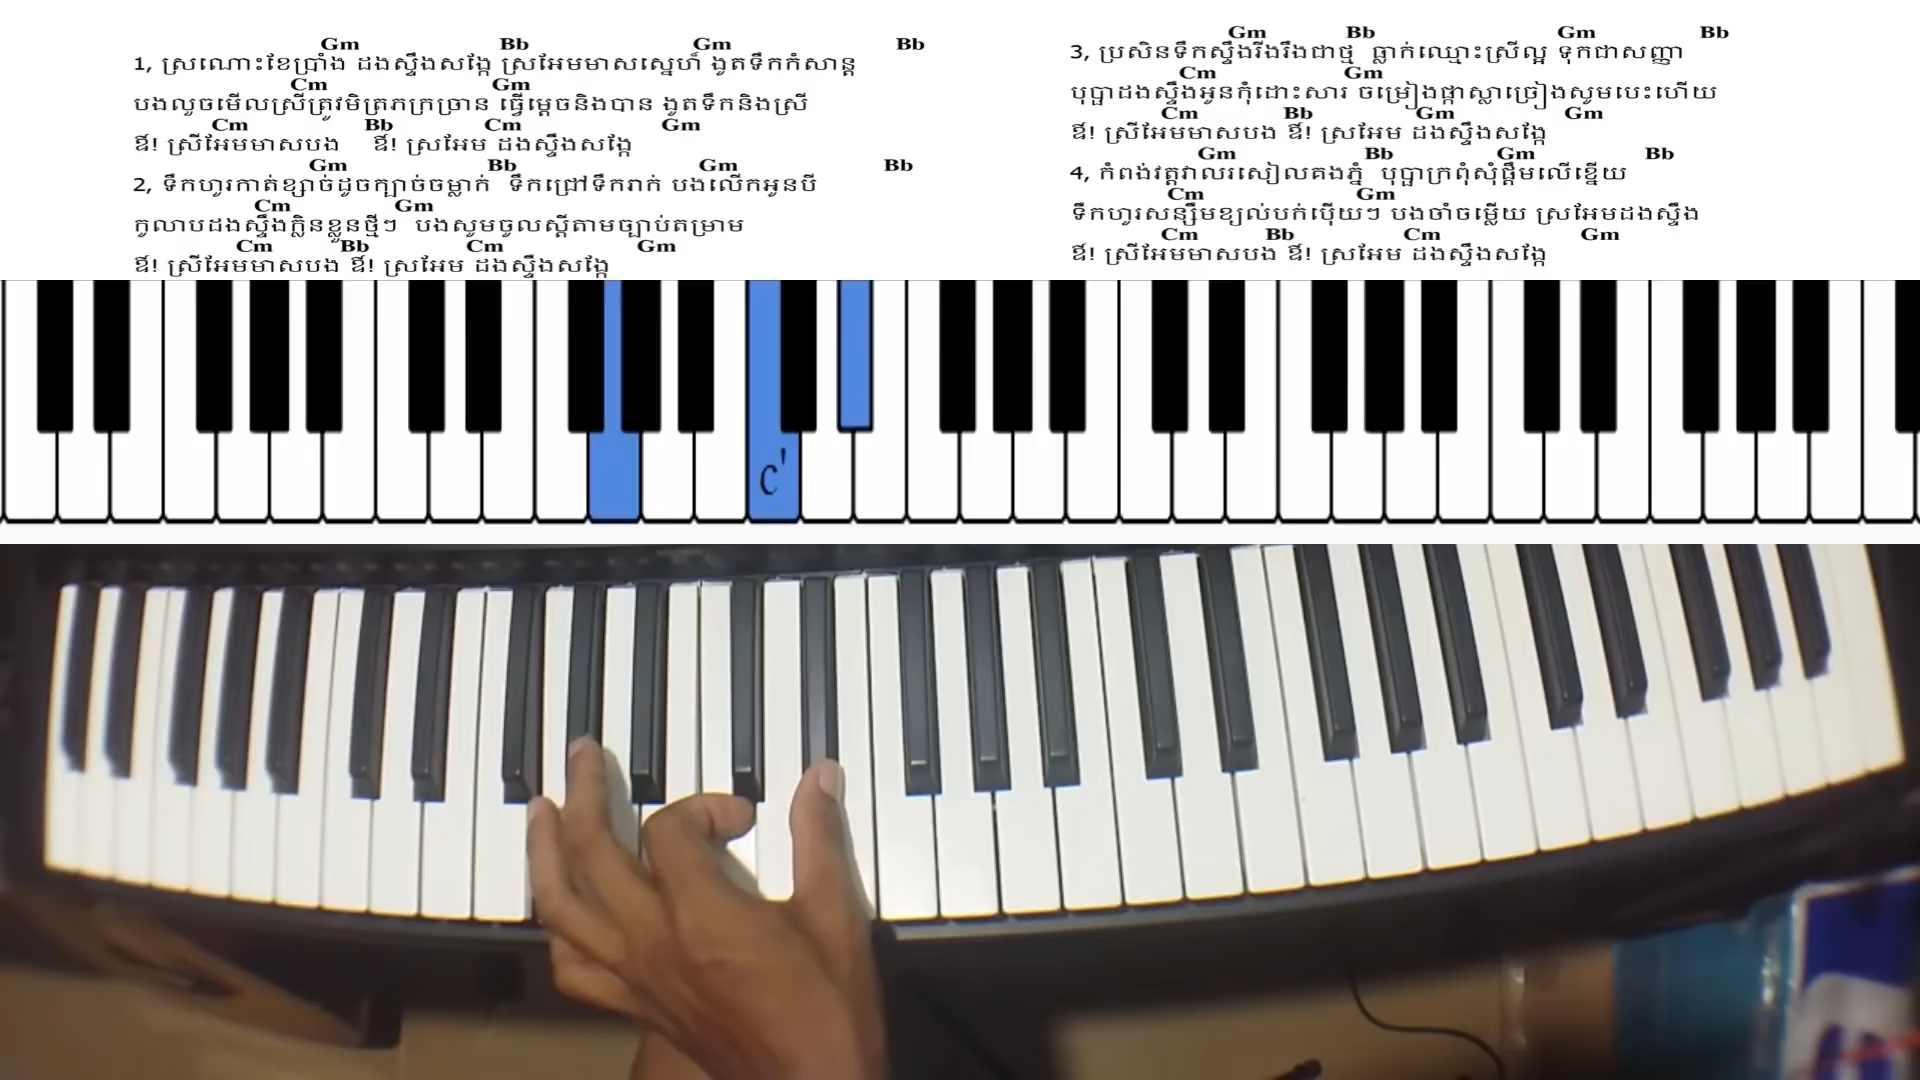 Gm Bb Gm Bb
1, ស្រណោះខែប្រាំង ដងស្ទឹងសង្កែ ស្រអែមមាសស្នេហ៍ ងូតទឹកកំសាន្ត
Cm Gm
បងលួចមើលស្រីត្រូវមិត្រភក្រច្រាន ធ្វើម្ដេចនិងបាន ងូតទឹកនិងស្រី
Cm Bb Cm Gm
ឱ! ស្រីអែមមាសបង ឱ! ស្រអែម ដងស្ទឹងសង្កែ
Gm Bb Gm Bb
2, ទឹកហូរកាត់ខ្សាច់ដូចក្បាច់ចម្លាក់ ទឹកជ្រៅទឹករាក់ បងលើកអូនបី
Cm Gm
កូលាបដងស្ទឹងក្លិនខ្លួនថ្មីៗ បងសូមចូលស្ដីតាមច្បាប់តម្រាម
Cm Bb Cm Gm
ឱ! ស្រីអែមមាសបង ឱ! ស្រអែម ដងស្ទឹងសង្កែ
Gm Bb Gm Bb
3, ប្រសិនទឹកស្ទឹងរីងរឹងជាថ្ម ធ្លាក់ឈ្មោះស្រីល្អ ទុកជាសញ្ញា
Cm Gm
បុប្ផាដងស្ទឹងអូនកុំដោះសារ ចម្រៀងផ្កាស្លាច្រៀងសូមបេះហើយ
Cm Bb Gm Gm
ឱ! ស្រីអែមមាសបង ឱ! ស្រអែម ដងស្ទឹងសង្កែ
Gm Bb Gm Bb
4, កំពង់វត្តវាលរសៀលគងភ្នំ បុប្ផាក្រពុំសុំផ្ដឹមលើខ្នើយ
Cm Gm
ទឹកហូរសន្សឹមខ្យល់បក់ប៉ើយៗ បងចាំចម្លើយ ស្រអែមដងស្ទឹង
Cm Bb Cm Gm
ឱ! ស្រីអែមមាសបង ឱ! ស្រអែម ដងស្ទឹងសង្កែ
C'